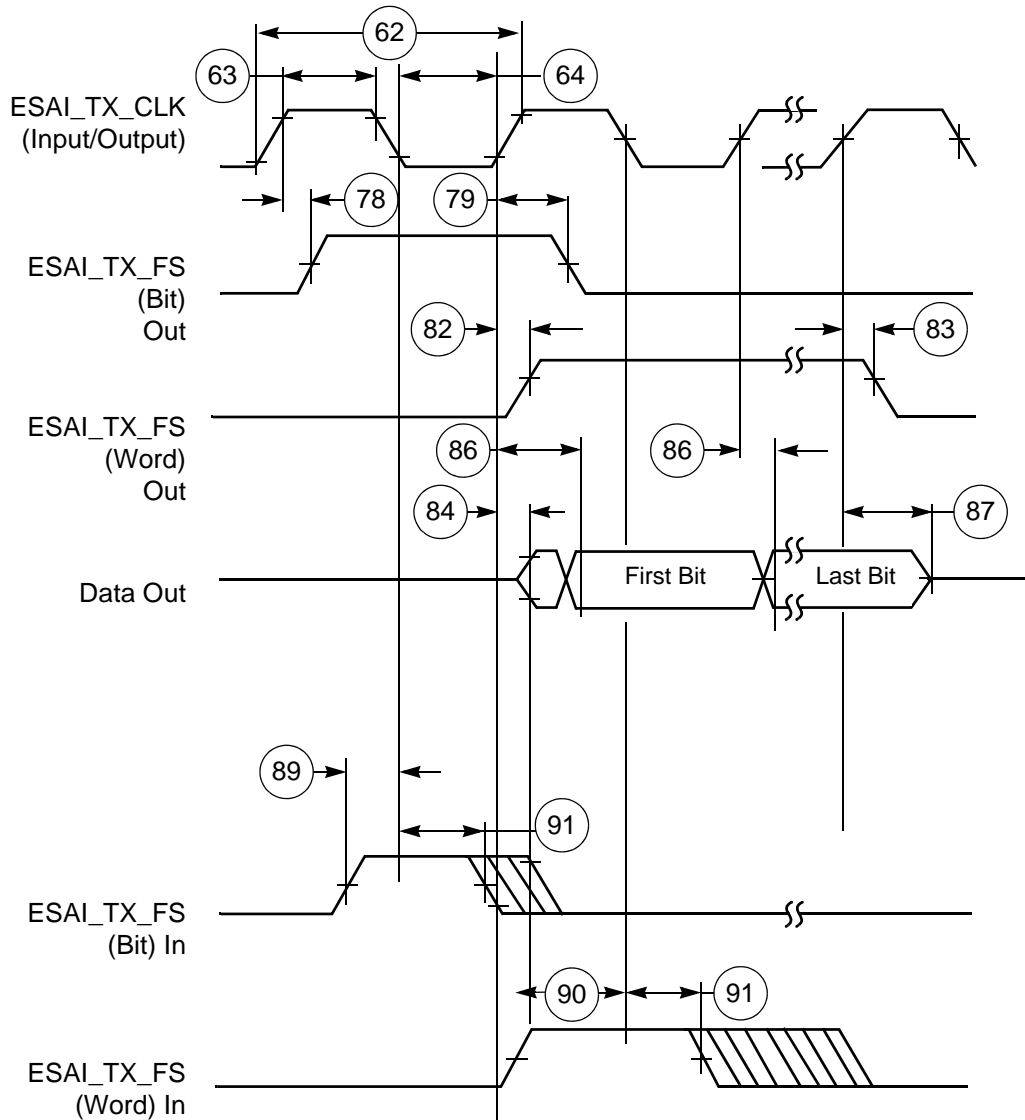 62
63
64
ESAI_TX_CLK
(Input/Output)
78
79
ESAI_TX_FS
(Bit)
Out
82
83
ESAI_TX_FS
(Word)
Out
86
86
84
87
Data Out
First Bit
Last Bit
89
91
ESAI_TX_FS
(Bit) In
90
91
ESAI_TX_FS
(Word) In